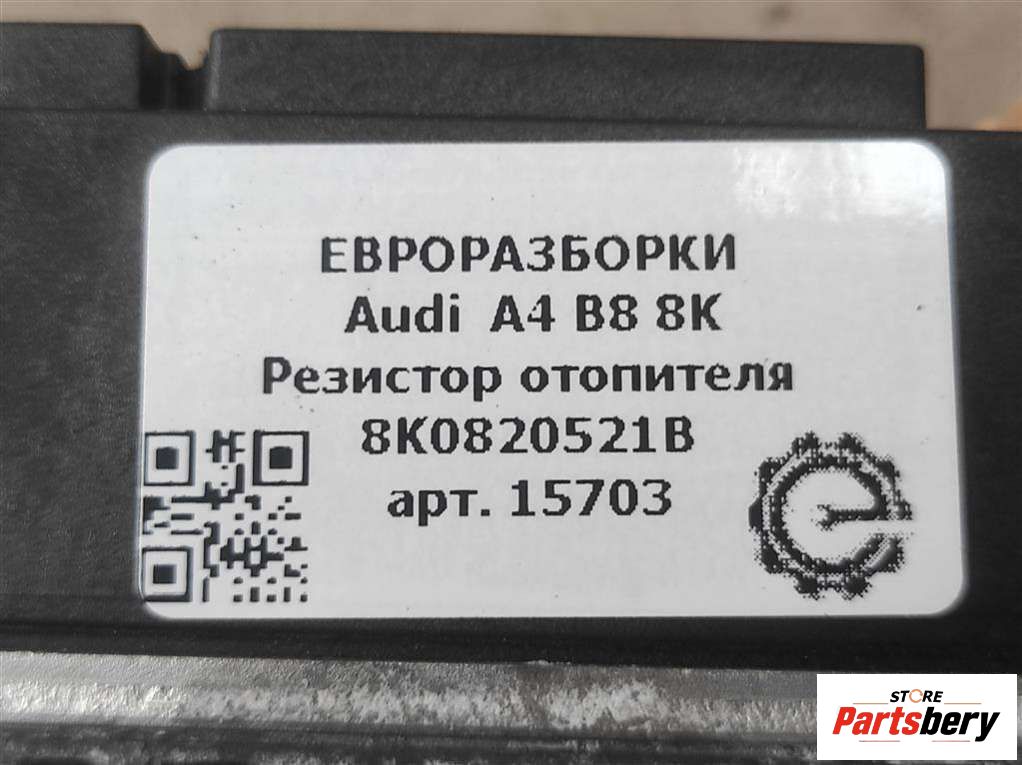 ЕВРОРАЗБОРКИ
Audi A4 B8 8K
Резистор отопителя
8K0820521B
арт. 15703
STORE
Partsbery